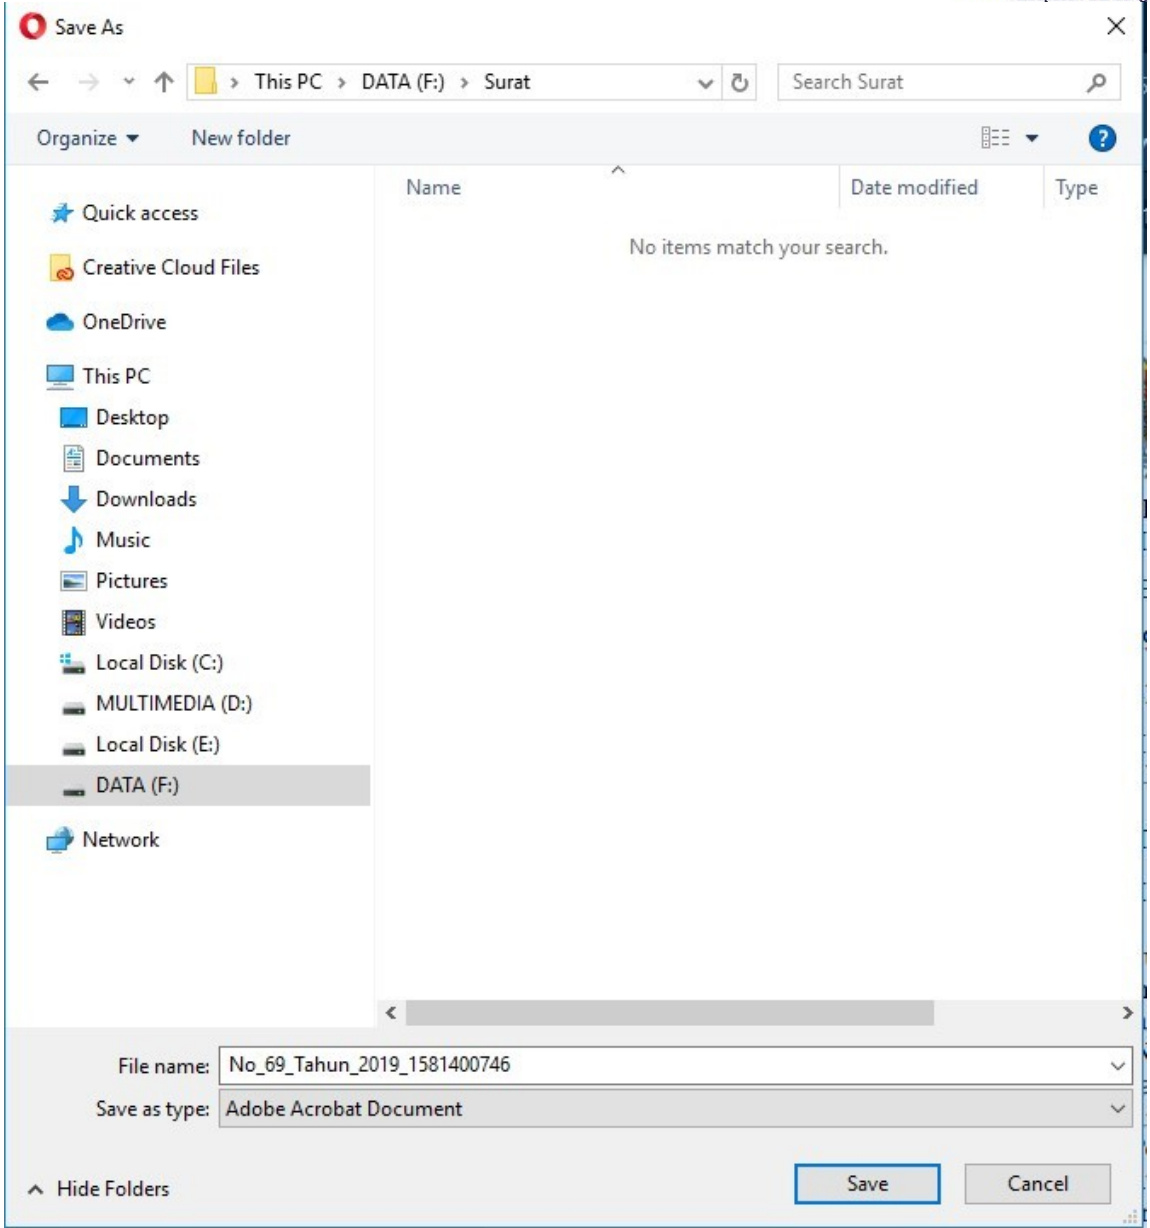 Save As
This PC > DATA (F:) > Surat
Search Surat
Organize
New folder
Name
Date modified
Type
No items match your search.
Quick access
Creative Cloud Files
OneDrive
This PC
Desktop
Documents
Downloads
Music
Pictures
Videos
Local Disk (C:)
MULTIMEDIA (D:)
Local Disk (E:)
DATA (F:)
Network
File name: No_69_Tahun_2019_1581400746
Save as type: Adobe Acrobat Document
Hide Folders
Save
Cancel